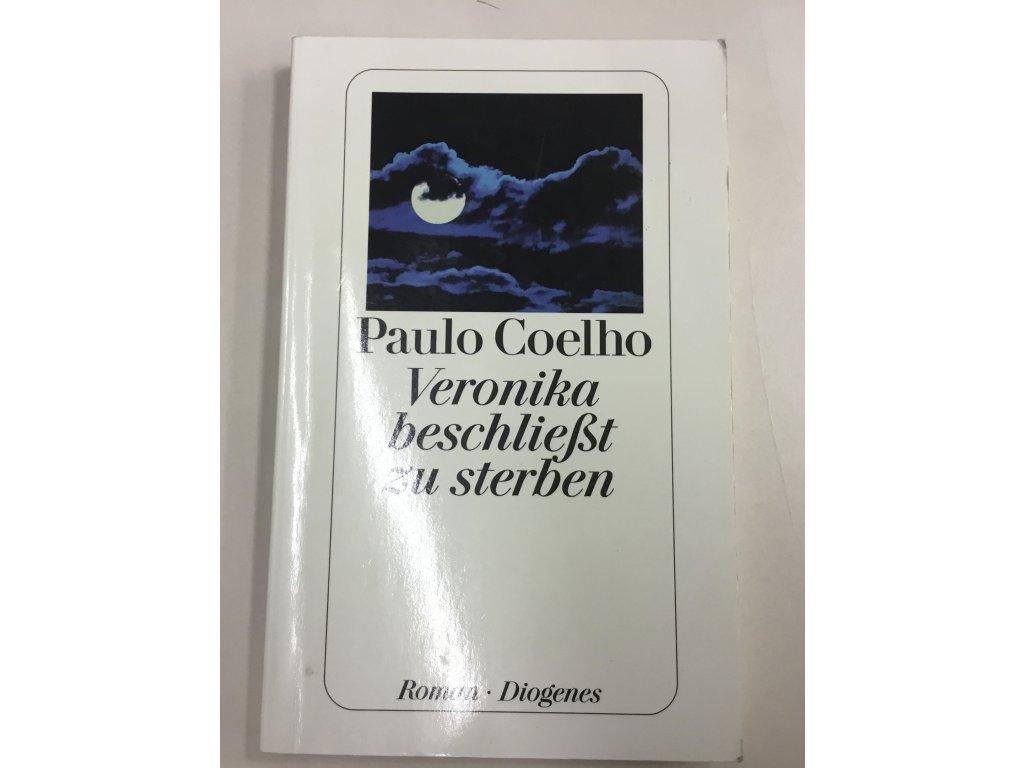 Paulo Coelho
Veronika
beschließt
zu sterben
Roman · Diogenes